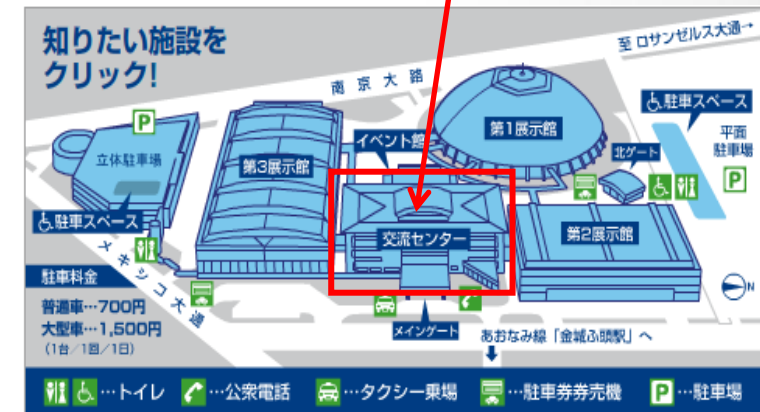 知りたい施設を
クリック!
至 ロサンゼルス大通→
南京大路
駐車スペース
第1展示館
平面
駐車場
P
P
イベント館
北ゲート
立体駐車場
第3展示館
駐車スペース
交流センター
第2展示館
メキシコ大通
駐車料金
普通車…700円
大型車…1,500円
(1台/1回/1日)
N
メインゲート
あおなみ線「金城ふ頭駅」へ
…トイレ
…公衆電話
…タクシー乗場
…駐車券券売機
P…駐車場